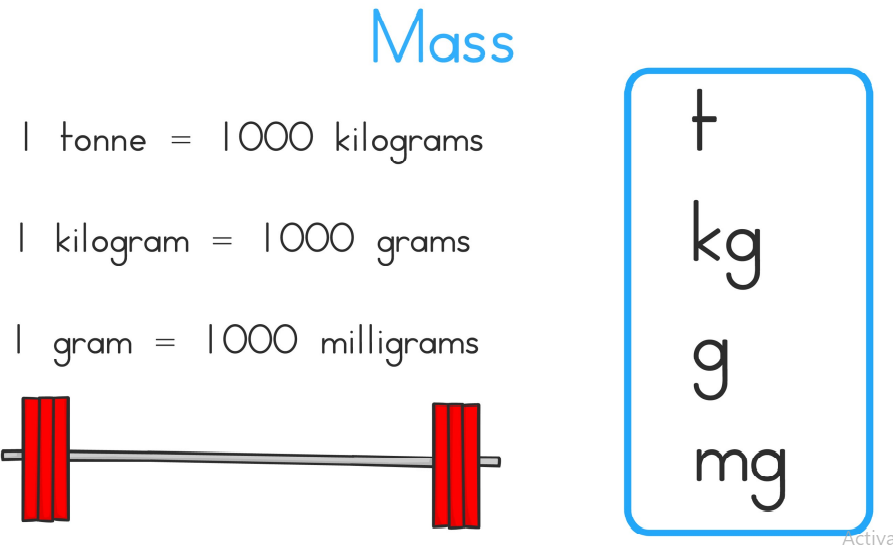 Mass
1 tonne = 1000 kilograms
1 kilogram = 1000 grams
1 gram = 1000 milligrams
t
kg
g
mg